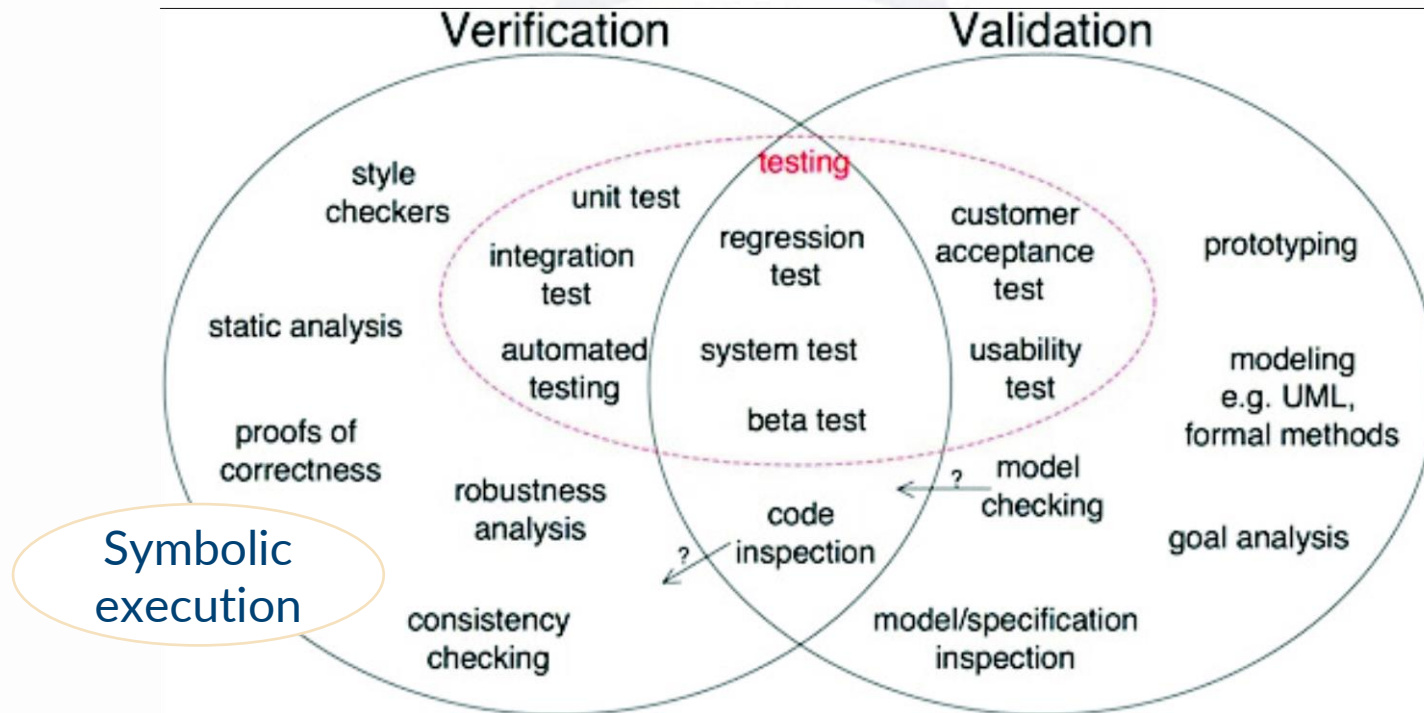 Verification
Validation
testing
style
checkers
unit test
integration
test
automated
testing
static analysis
proofs of
correctness
robustness
analysis
Symbolic
execution
consistency
checking
regression
test
system test
beta test
code
inspection
?
customer
acceptance
test
usability
test
?
model
checking
prototyping
modeling
e.g. UML,
formal methods
goal analysis
model/specification
inspection